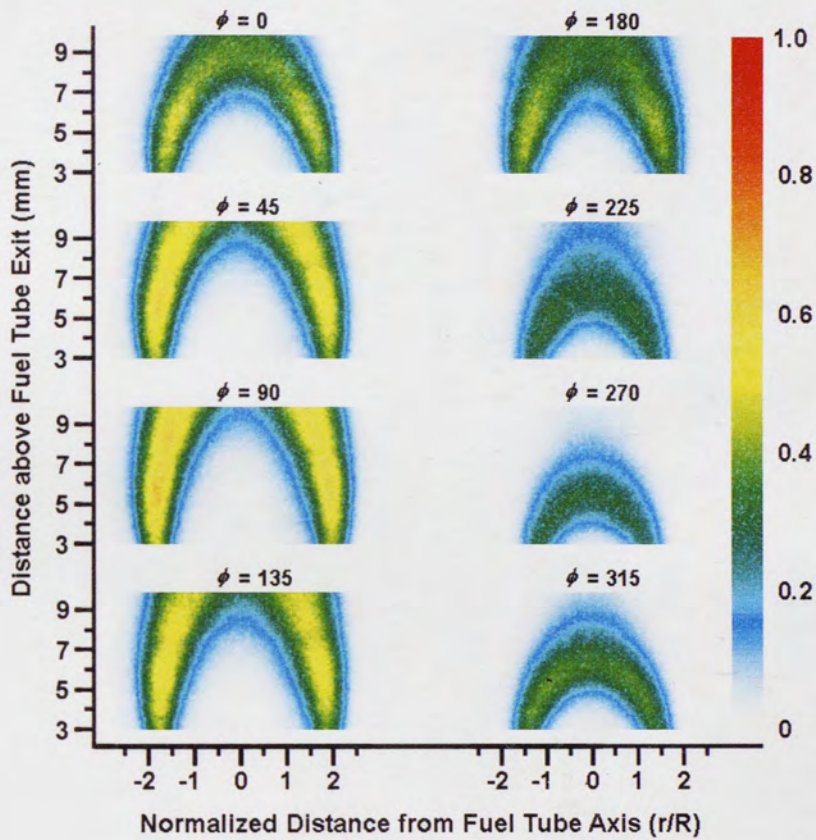 ϕ = 0
ϕ = 180
ϕ = 45
ϕ = 225
ϕ = 90
ϕ = 270
ϕ = 135
ϕ = 315
Distance above Fuel Tube Exit (mm)
9
7
5
3
9
7
5
3
9
7
5
3
9
7
5
3
-2 -1 0 1 2
-2 -1 0 1 2
Normalized Distance from Fuel Tube Axis (r/R)
1.0
0.8
0.6
0.4
0.2
0